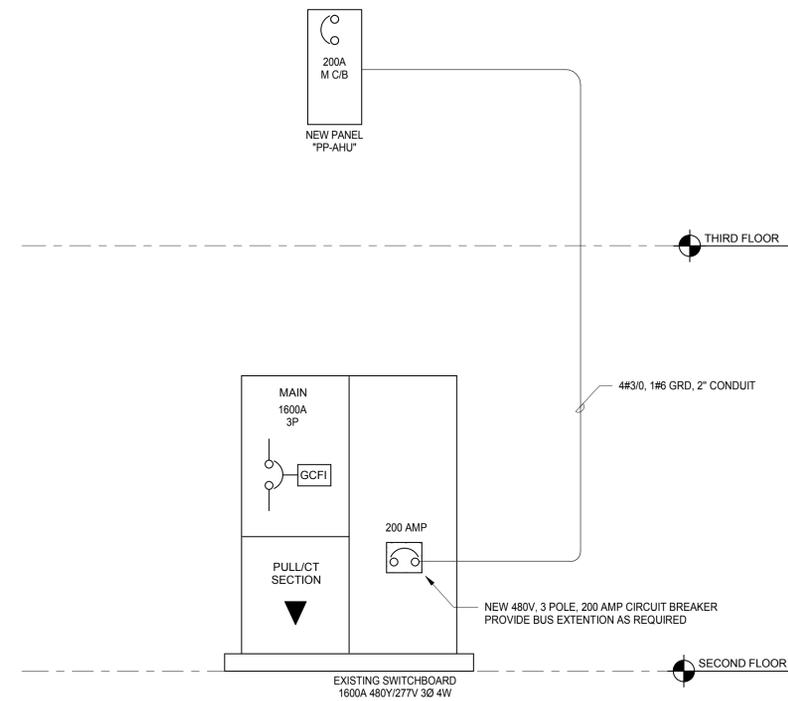 200A
M C/B
NEW PANEL
"PP-AHU"
THIRD FLOOR
4#3/0, 1#6 GRD, 2" CONDUIT
MAIN
1600A
3P
GCFI
200 AMP
PULL/CT
SECTION
NEW 480V, 3 POLE, 200 AMP CIRCUIT BREAKER
PROVIDE BUS EXTENTION AS REQUIRED
SECOND FLOOR
EXISTING SWITCHBOARD
1600A 480Y/277V 3Ø 4W